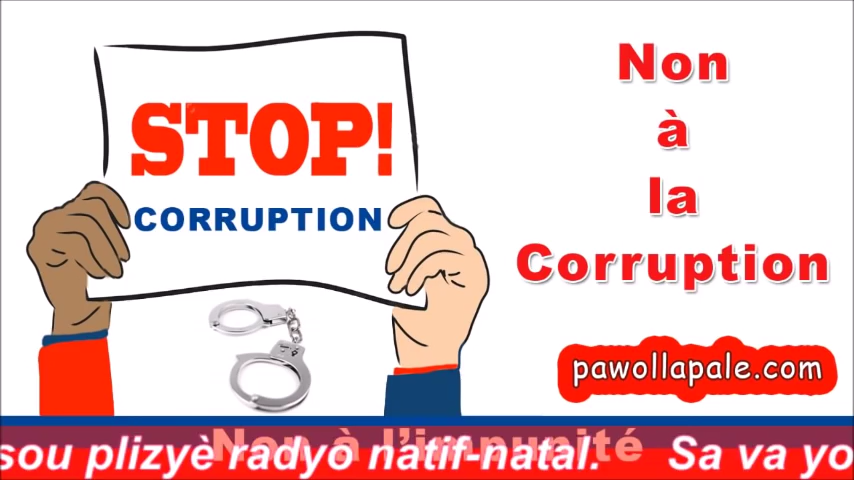 STOP!
CORRUPTION
Non
à
la
Corruption
pawollapale.com
Non à l'impunité
sou plizyè radyo natif-natal. Sa va yo